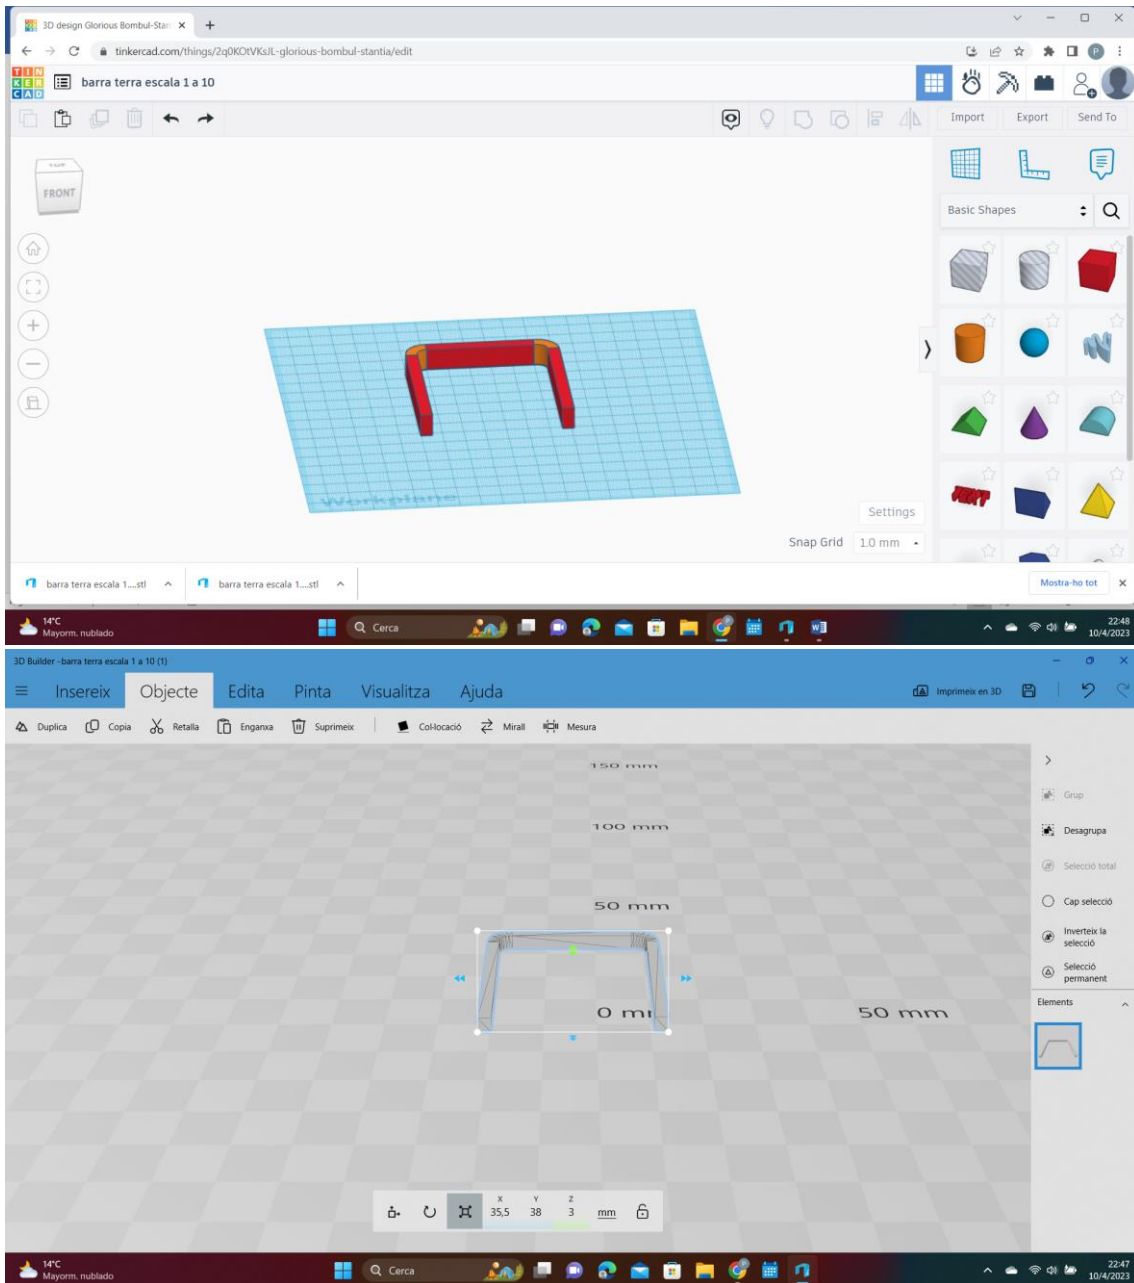 3D design Glorious Bombul-Stan
tinkercad.com/things/2q0KOtVKsJL-glorious-bombul-stantia/edit
P
TIN
KER
CAD
barra terra escala 1 a 10
Import Export Send To
TOP
FRONT
Basic Shapes
TEXT
Workplane
Settings
Snap Grid 1.0 mm
barra terra escala 1....stl barra terra escala 1....stl Mostra-ho tot
14°C
Mayorm. nublado
Cerca
22:48
10/4/2023
3D Builder -barra terra escala 1 a 10 (1)
Insereix Objecte Edita Pinta Visualitza Ajuda Imprimeix en 3D
Duplica Copia Retalla Enganxa Suprimeix Col·locació Mirall Mesura
150 mm
100 mm
50 mm
0 m
50 mm
Grup
Desagrupa
Selecció total
Cap selecció
Inverteix la
selecció
Selecció
permanent
Elements
X Y Z
35,5 38 3 mm
14°C
Mayorm. nublado
Cerca
22:47
10/4/2023